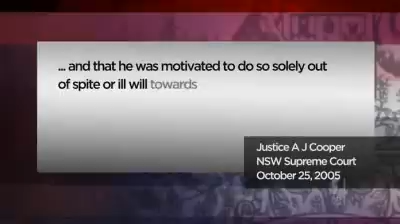 ... and that he was motivated to do so solely out
of spite or ill will towards
Justice A J Cooper
NSW Supreme Court
October 25, 2005